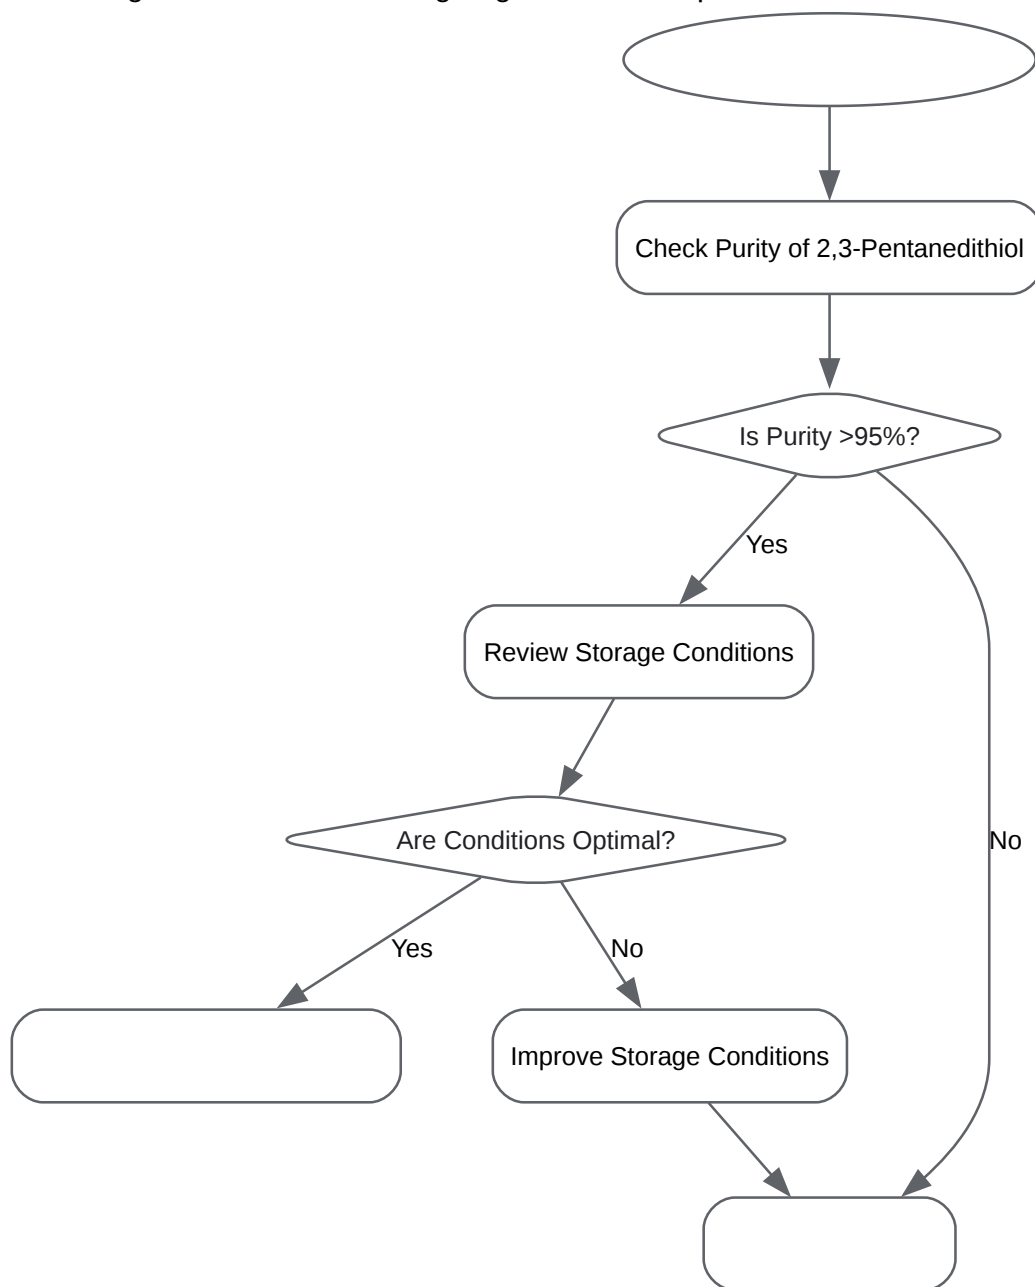 Check Purity of 2,3-Pentanedithiol
Is Purity >95%?
Yes
Review Storage Conditions
Are Conditions Optimal?
No
Yes
No
Improve Storage Conditions